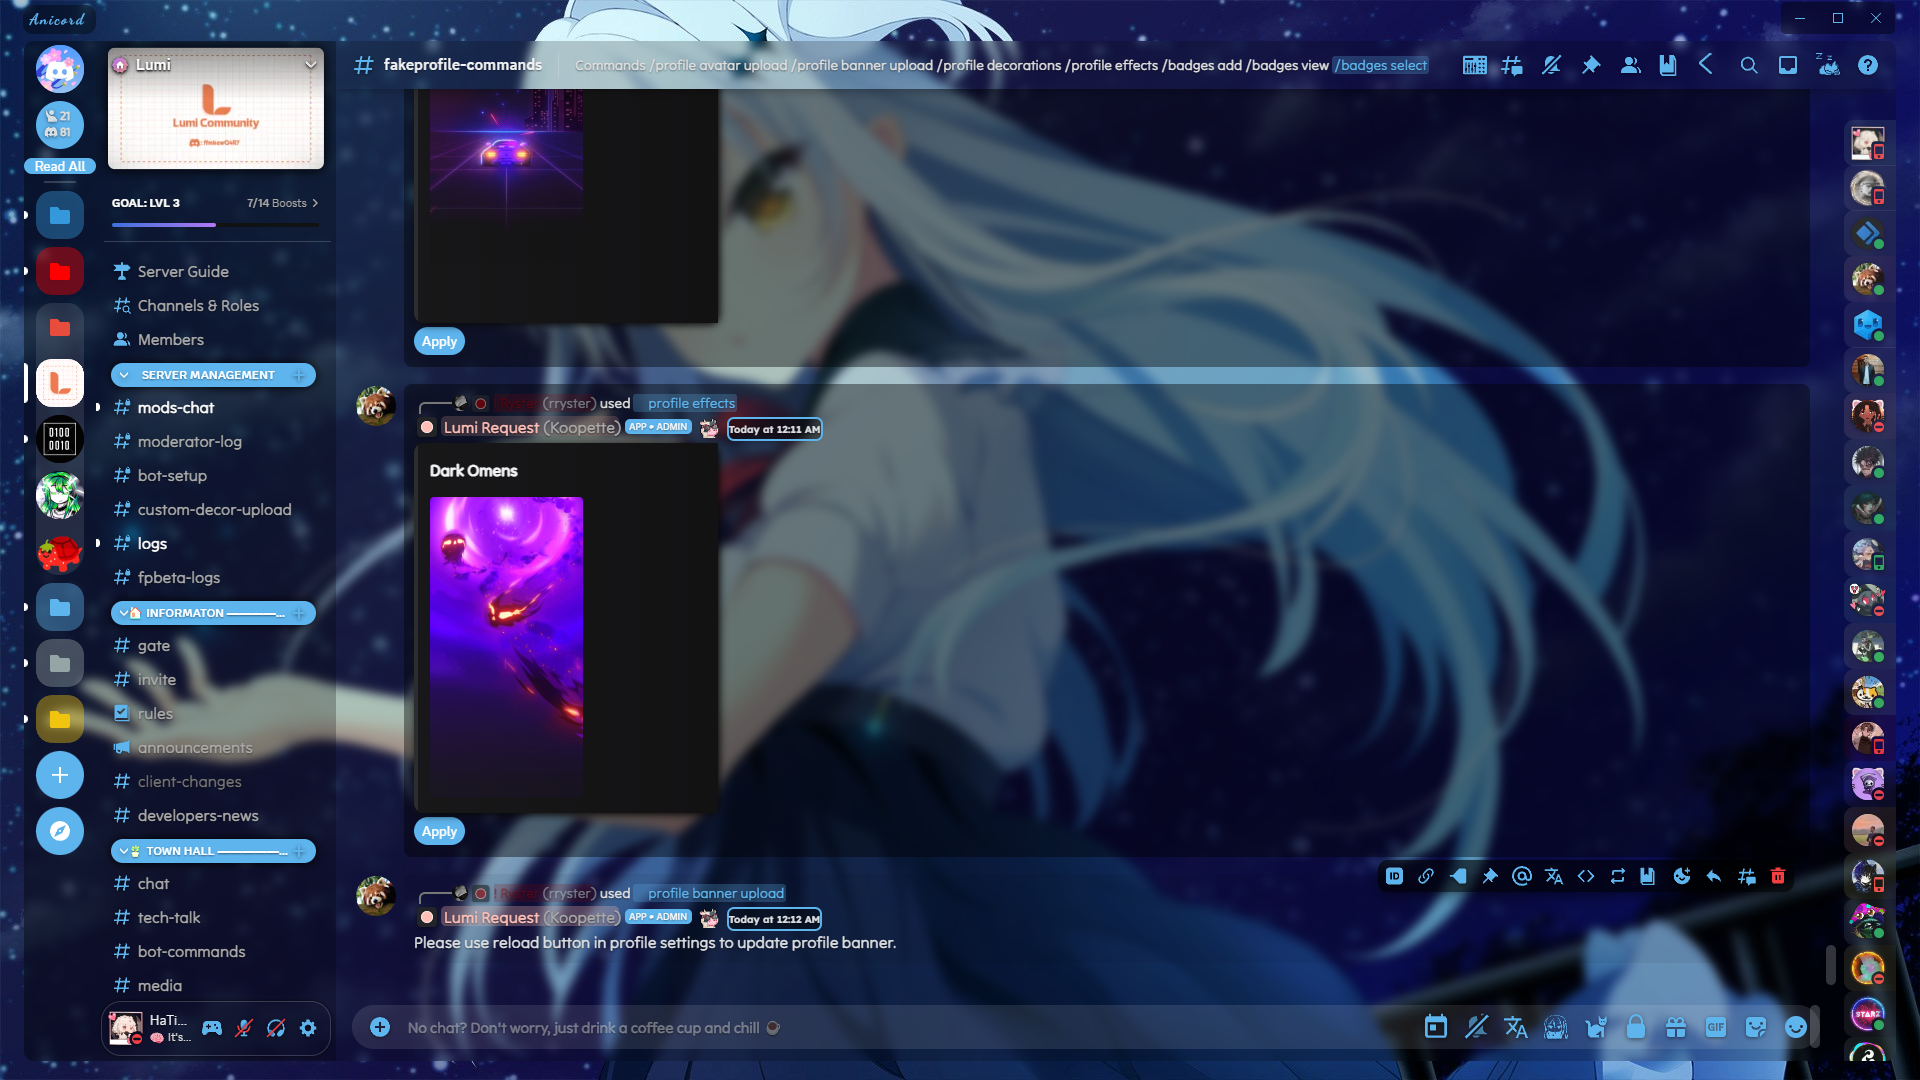 Anicord
21
81
Read All
Lumi
Lumi Community
GOAL: LVL 3
7/14 Boosts
Server Guide
Channels & Roles
Members
SERVER MANAGEMENT
mods-chat
moderator-log
bot-setup
custom-decor-upload
logs
fpbeta-logs
INFORMATON ————...
gate
invite
rules
announcements
client-changes
developers-news
TOWN HALL ————...
chat
tech-talk
bot-commands
media
HaTi...
It's...
0100
0010
fakeprofile-commands
Commands /profile avatar upload /profile banner upload /profile decorations /profile effects /badges add /badges view /badges select
Apply
(rryster) used profile effects
Lumi Request (Koopette) APP • ADMIN Today at 12:11 AM
Dark Omens
Apply
(rryster) used profile banner upload
Lumi Request (Koopette) APP • ADMIN Today at 12:12 AM
Please use reload button in profile settings to update profile banner.
ID
No chat? Don't worry, just drink a coffee cup and chill
GIF
STARZ